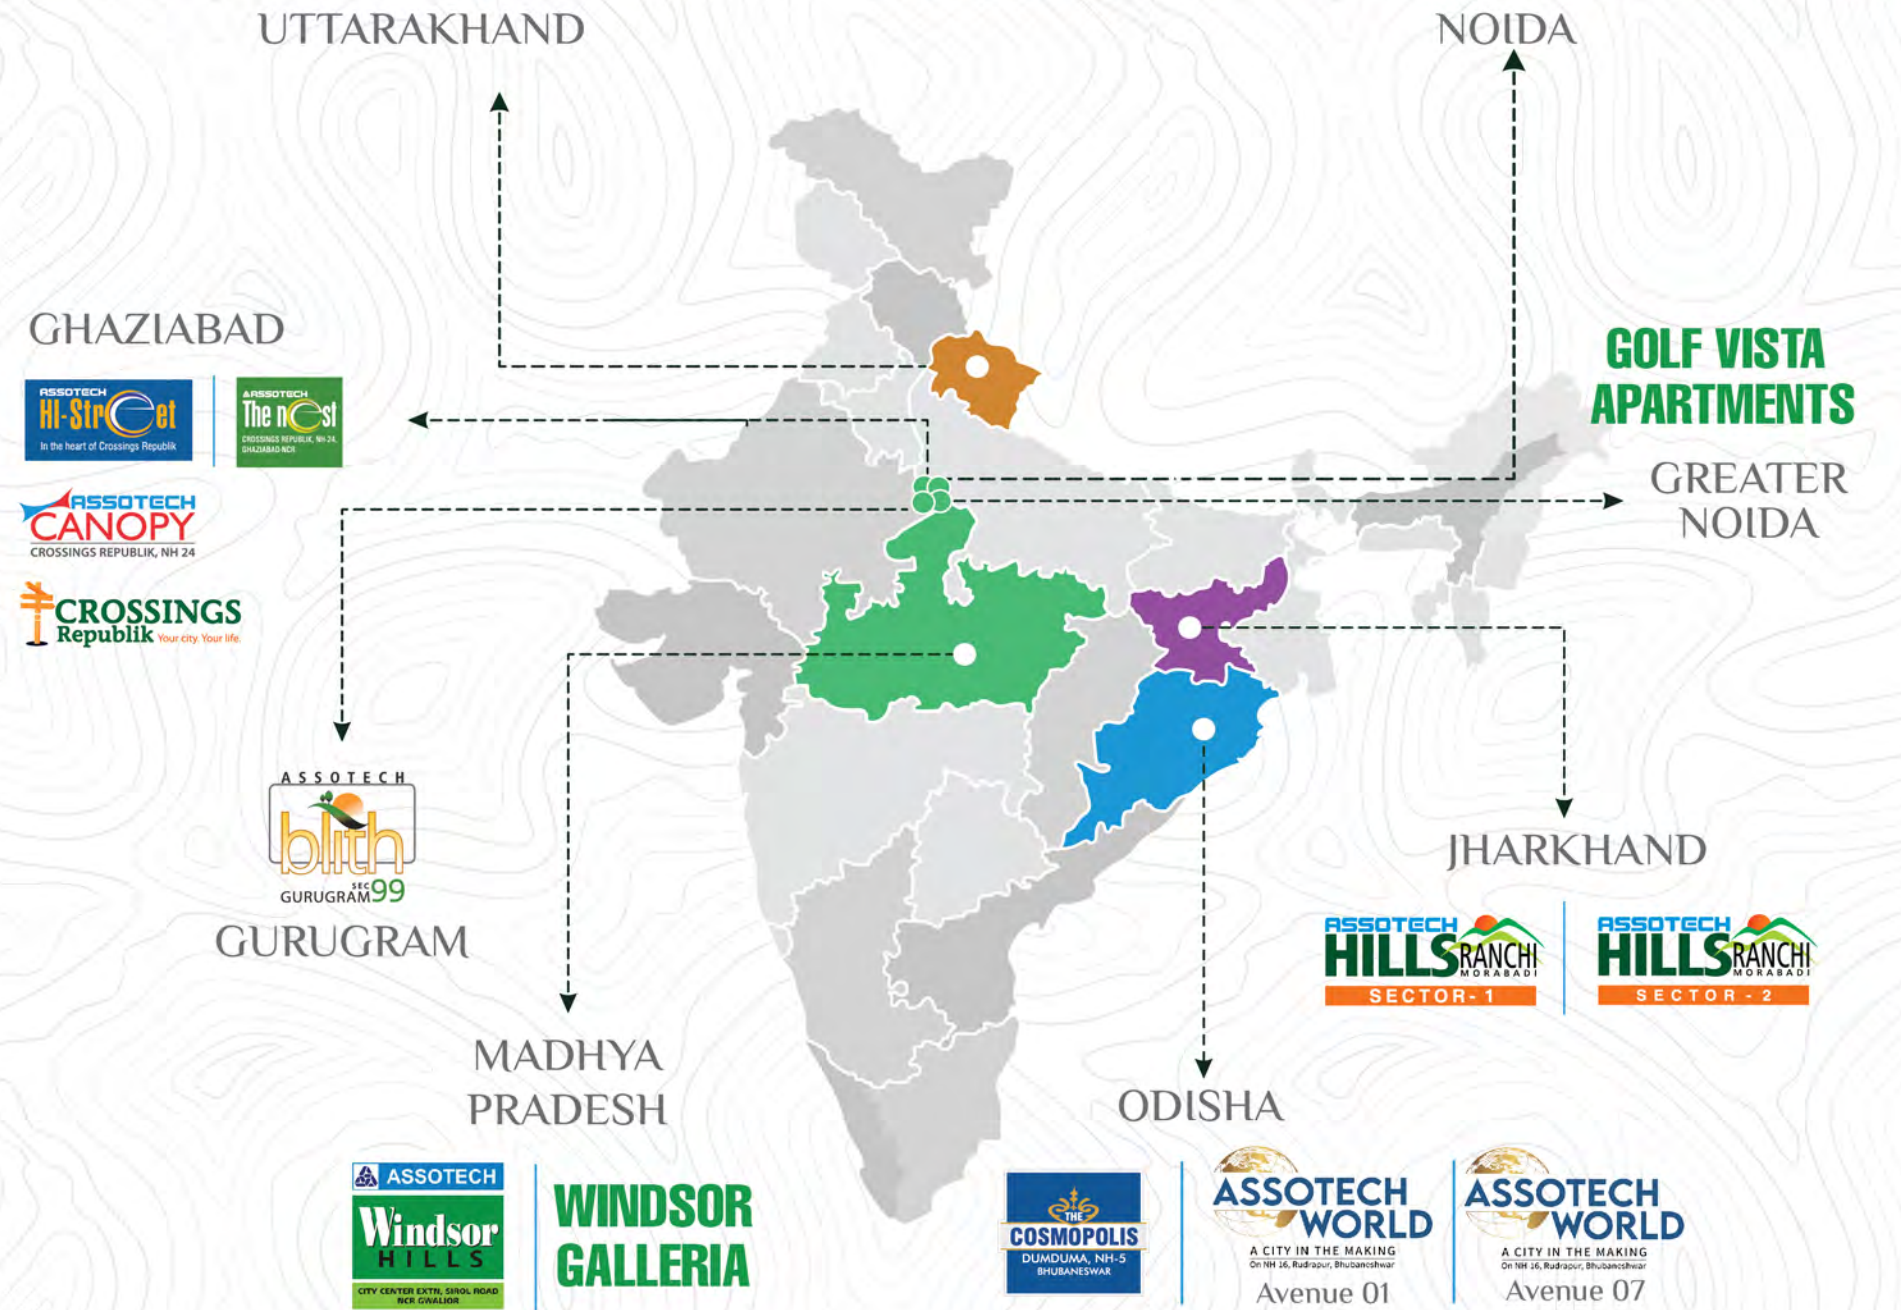 UTTARAKHAND
NOIDA
GHAZIABAD
ASSOTECH
HI-Street
In the heart of Crossings Republik
ASSOTECH
The nest
CROSSINGS REPUBLIK, NH-24,
GHAZIABAD-NCR
ASSOTECH
CANOPY
CROSSINGS REPUBLIK, NH 24
CROSSINGS
Republik Your city. Your life.
GOLF VISTA
APARTMENTS
GREATER
NOIDA
ASSOTECH
blith
GURUGRAM SEC 99
GURUGRAM
JHARKHAND
ASSOTECH
HILLS RANCHI
MORABADI
SECTOR-1
ASSOTECH
HILLS RANCHI
MORABADI
SECTOR - 2
MADHYA
PRADESH
ASSOTECH
Windsor
HILLS
CITY CENTER EXTN, SIROL ROAD
NCR GWALIOR
WINDSOR
GALLERIA
ODISHA
THE
COSMOPOLIS
DUMDUMA, NH-5
BHUBANESWAR
ASSOTECH
WORLD
A CITY IN THE MAKING
On NH 16, Rudrapur, Bhubaneshwar
Avenue 01
ASSOTECH
WORLD
A CITY IN THE MAKING
On NH 16, Rudrapur, Bhubaneshwar
Avenue 07